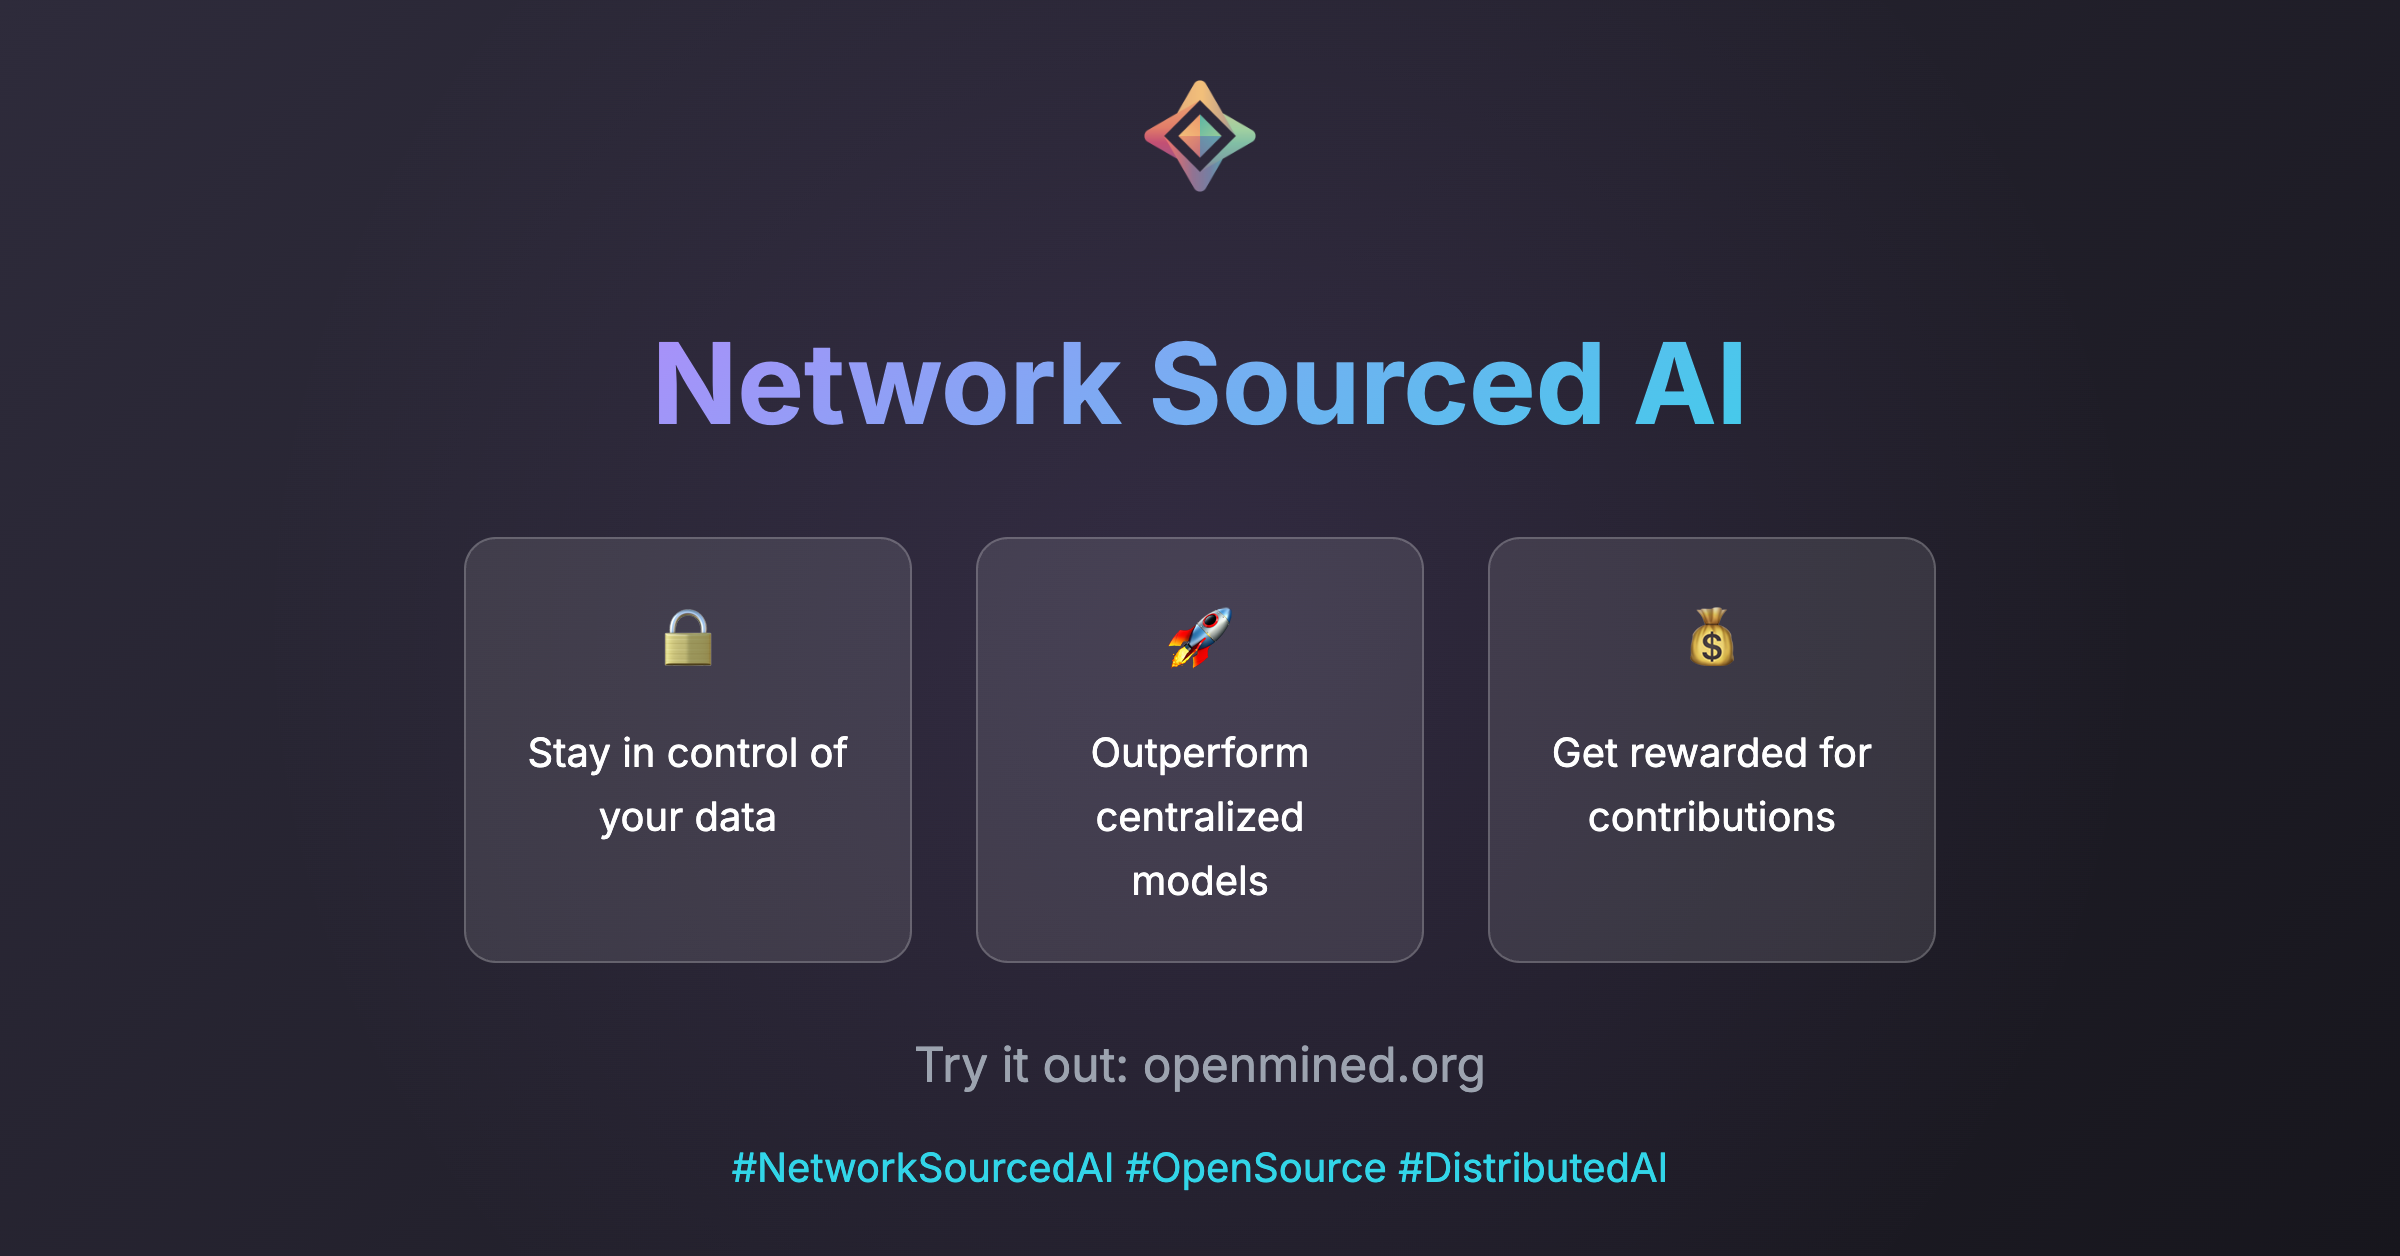 Network Sourced AI
Stay in control of
your data
Outperform
centralized
models
$
Get rewarded for
contributions
Try it out: openmined.org
#NetworkSourcedAI #OpenSource #DistributedAI